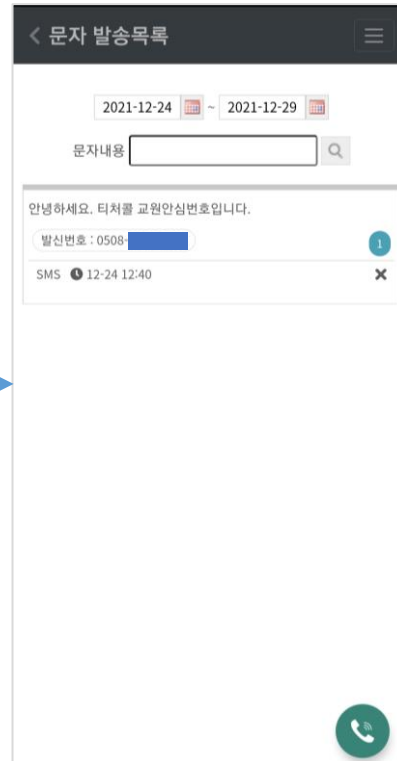 문자 발송목록
2021-12-24 ~ 2021-12-29
문자내용
안녕하세요. 티처콜 교원안심번호입니다.
발신번호 : 0508-
1
SMS 12-24 12:40